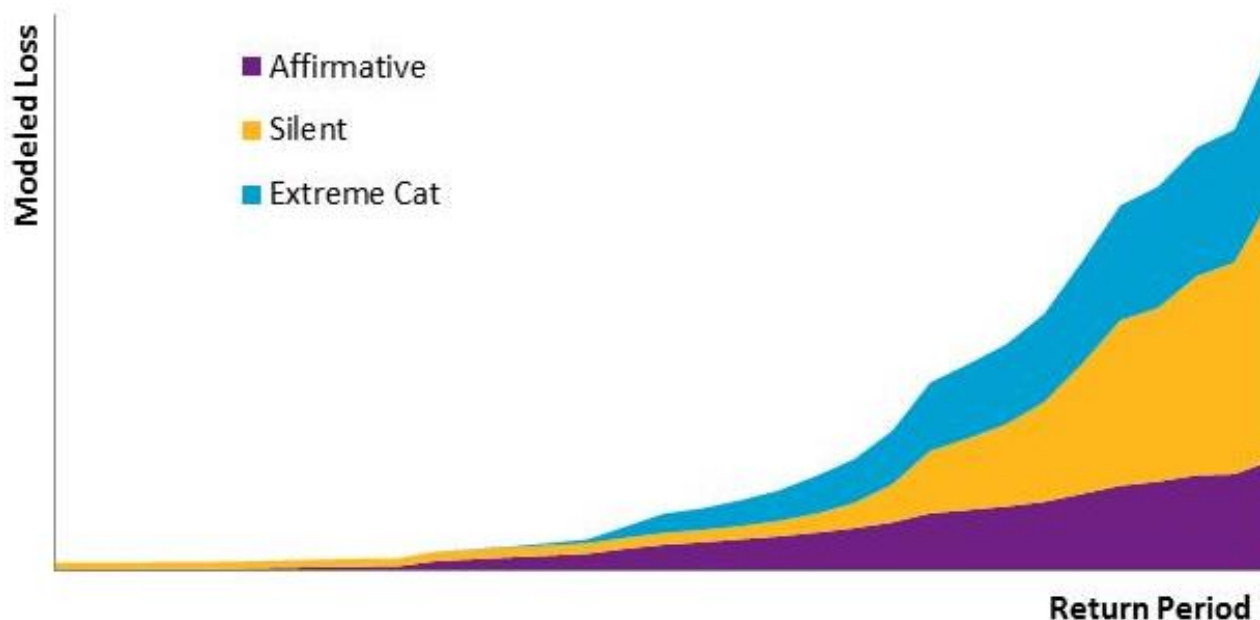 Modeled Loss
Affirmative
Silent
Extreme Cat
Return Period